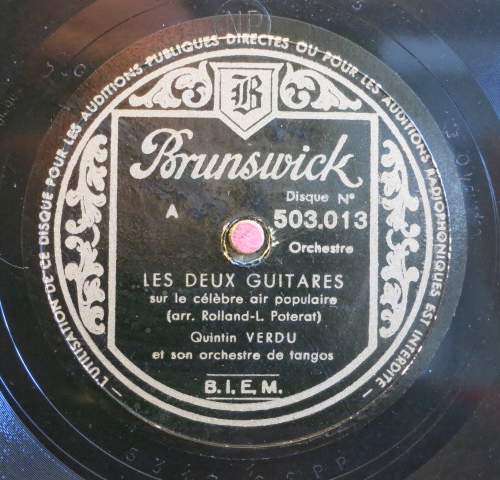 L'UTILISATION DE CE DISQUE POUR LES AUDITIONS PUBLIQUES DIRECTES OU POUR LES AUDITIONS RADIOPHONIQUES EST INTERDITE
B
Brunswick
Disque N°
A
503.013
Orchestre
LES DEUX GUITARES
sur le célèbre air populaire
(arr. Rolland-L. Poterat)
Quintin VERDU
et son orchestre de tangos
B.I.E.M.